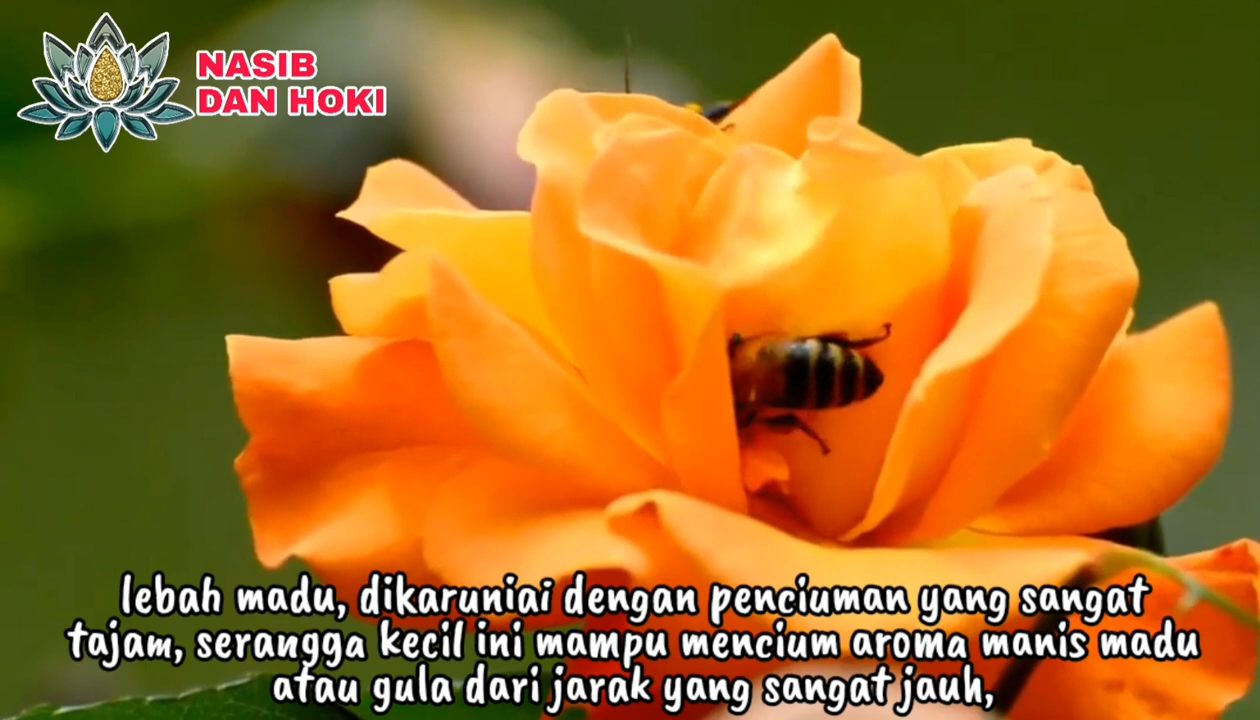 NASIB
DAN HOKI
lebah madu, dikaruniai dengan penciuman yang sangat
tajam, serangga kecil ini mampu mencium aroma manis madu
atau gula dari jarak yang sangat jauh,